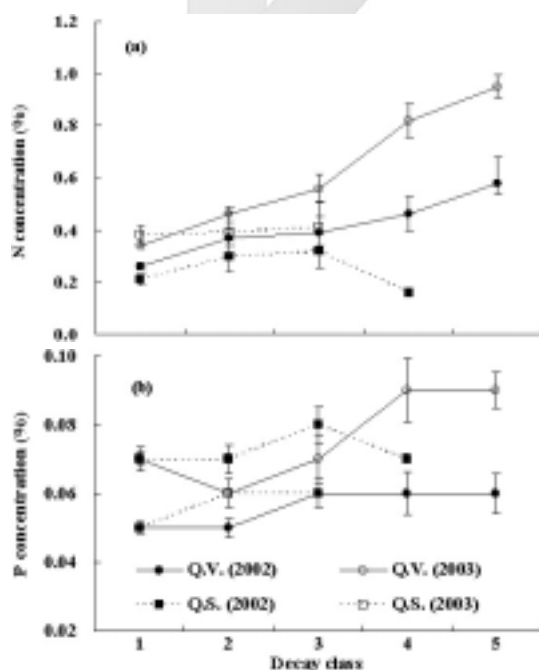 1.2
(a)
1.0
0.8
0.6
0.4
0.2
0.0
N concentration (%)
0.10
(b)
0.08
0.06
0.04
0.02
P concentration (%)
Q.V. (2002) Q.V. (2003)
Q.S. (2002) Q.S. (2003)
1 2 3 4 5
Decay class